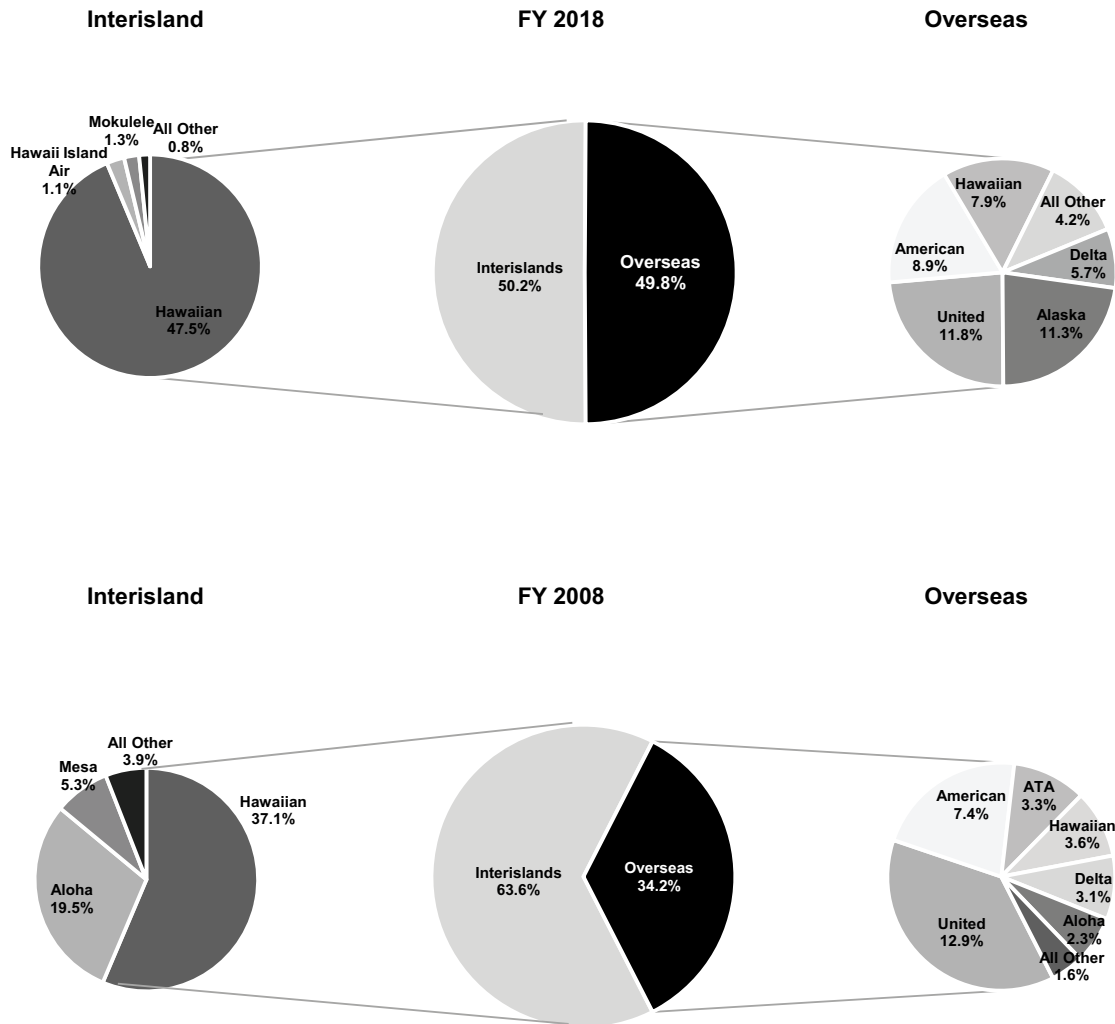 Interisland
FY 2018
Overseas
Mokulele
1.3%
All Other
0.8%
Hawaii Island
Air
1.1%
Hawaiian
47.5%
Interislands
50.2%
Overseas
49.8%
Hawaiian
7.9%
All Other
4.2%
American
8.9%
Delta
5.7%
United
11.8%
Alaska
11.3%
Interisland
FY 2008
Overseas
All Other
3.9%
Mesa
5.3%
Hawaiian
37.1%
Aloha
19.5%
Interislands
63.6%
Overseas
34.2%
American
7.4%
ATA
3.3%
Hawaiian
3.6%
Delta
3.1%
Aloha
2.3%
United
12.9%
All Other
1.6%